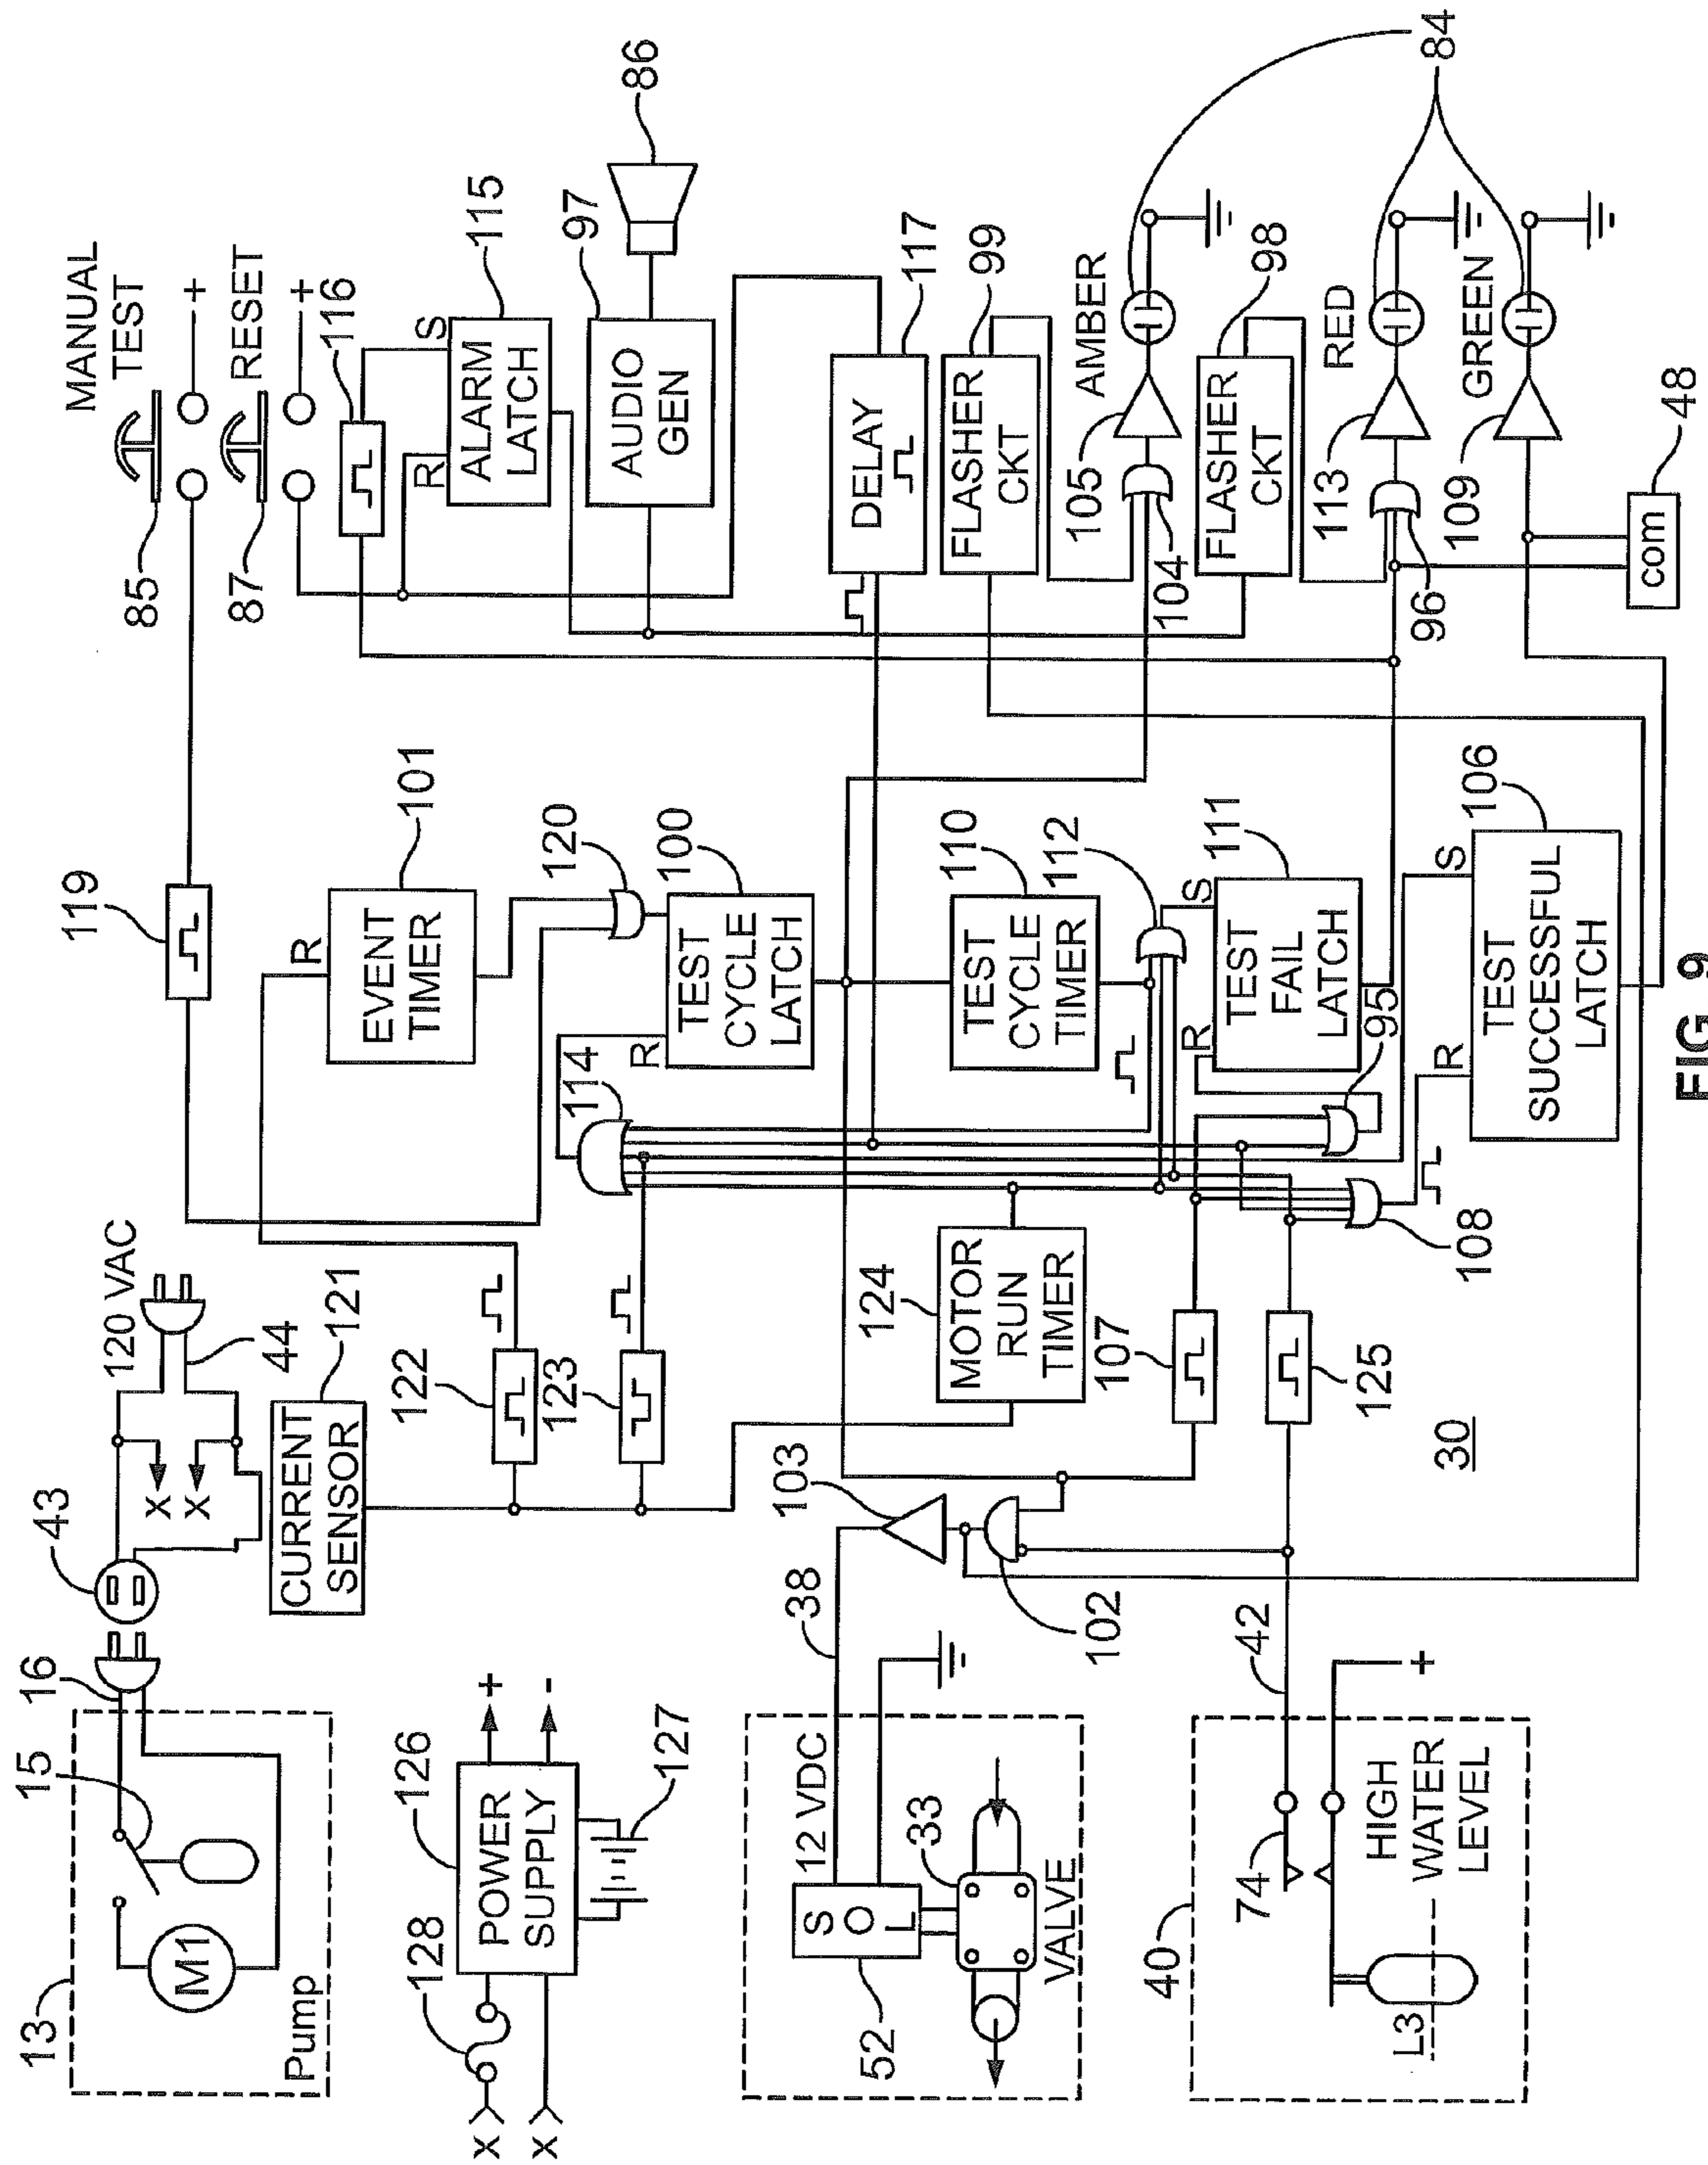 13
15
16
43
120 VAC
44
119
MANUAL
TEST
85
+
87
RESET
+
116
X
X
M1
Pump
CURRENT
SENSOR
121
R
EVENT
TIMER
101
R
S
ALARM
LATCH
115
128
X
X
126
POWER
SUPPLY
+
-
127
122
123
120
AUDIO
GEN
97
86
114
R
TEST
CYCLE
LATCH
100
12 VDC
38
103
S
O
L
52
33
VALVE
102
124
MOTOR
RUN
TIMER
TEST
CYCLE
TIMER
110
112
DELAY
117
FLASHER
CKT
99
AMBER
105
104
84
107
125
R
S
TEST
FAIL
LATCH
111
95
FLASHER
CKT
98
RED
113
96
40
74
42
HIGH
WATER
LEVEL
L3
+
30
108
R
S
TEST
SUCCESSFUL
LATCH
106
GREEN
109
com
48
FIG. 9